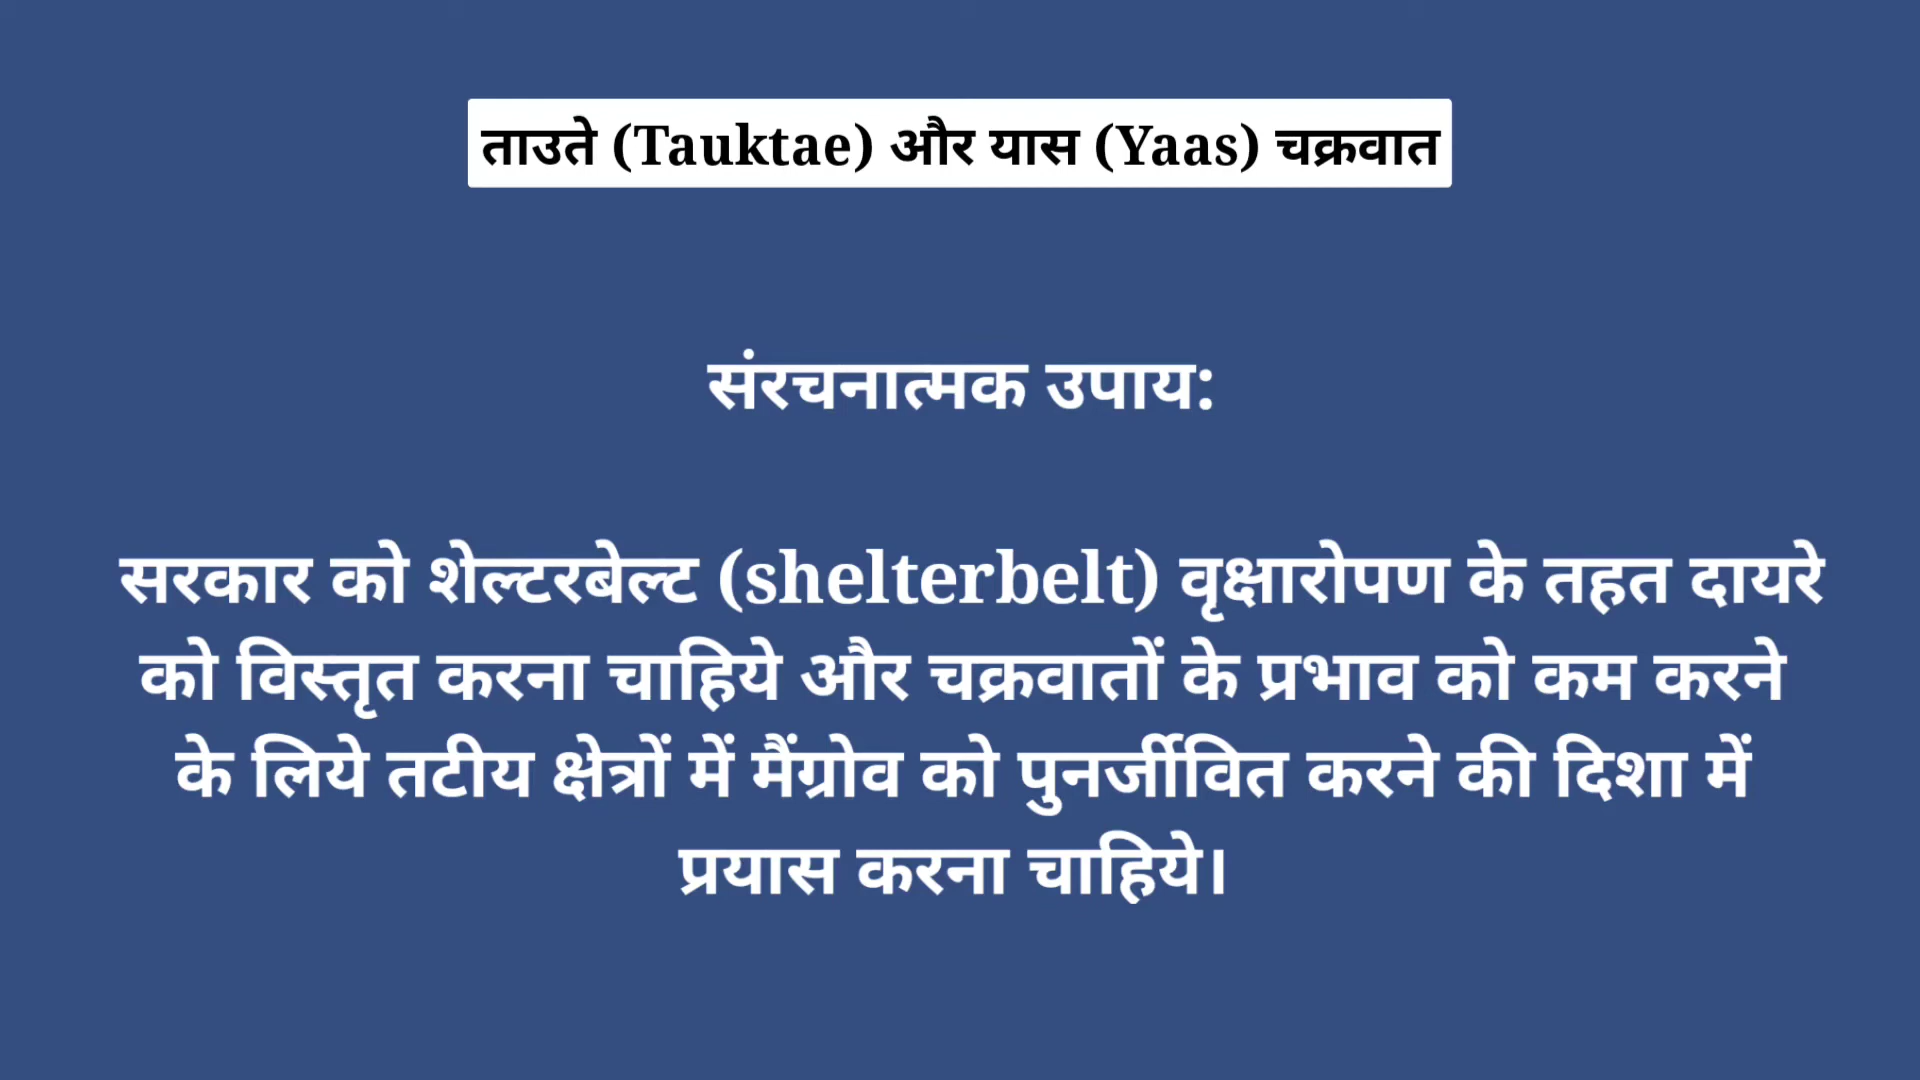 ताउते (Tauktae) और यास (Yaas) चक्रवात
संरचनात्मक उपाय:
सरकार को शेल्टरबेल्ट (shelterbelt) वृक्षारोपण के तहत दायरे
को विस्तृत करना चाहिये और चक्रवातों के प्रभाव को कम करने
के लिये तटीय क्षेत्रों में मैंग्रोव को पुनर्जीवित करने की दिशा में
प्रयास करना चाहिये।